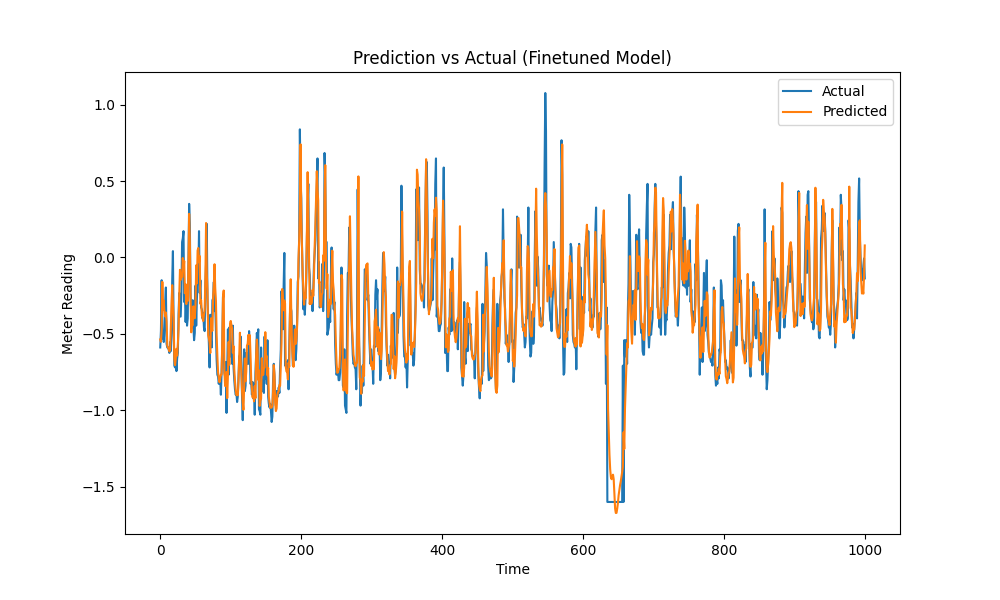 Prediction vs Actual (Finetuned Model)
Actual
Predicted
1.0
0.5
0.0
−0.5
−1.0
−1.5
Meter Reading
0 200 400 600 800 1000
Time